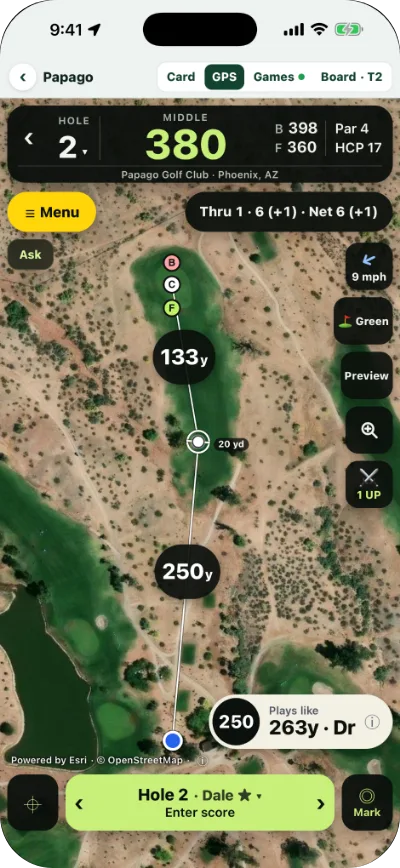 9:41
Papago
Card GPS Games Board · T2
HOLE
2
MIDDLE
380
B 398
F 360
Par 4
HCP 17
Papago Golf Club · Phoenix, AZ
≡ Menu
Thru 1 · 6 (+1) · Net 6 (+1)
Ask
9 mph
B
C
F
Green
133y
Preview
20 yd
1 UP
250y
250
Plays like
263y · Dr
Powered by Esri · © OpenStreetMap ·
Hole 2 · Dale ★
Enter score
Mark